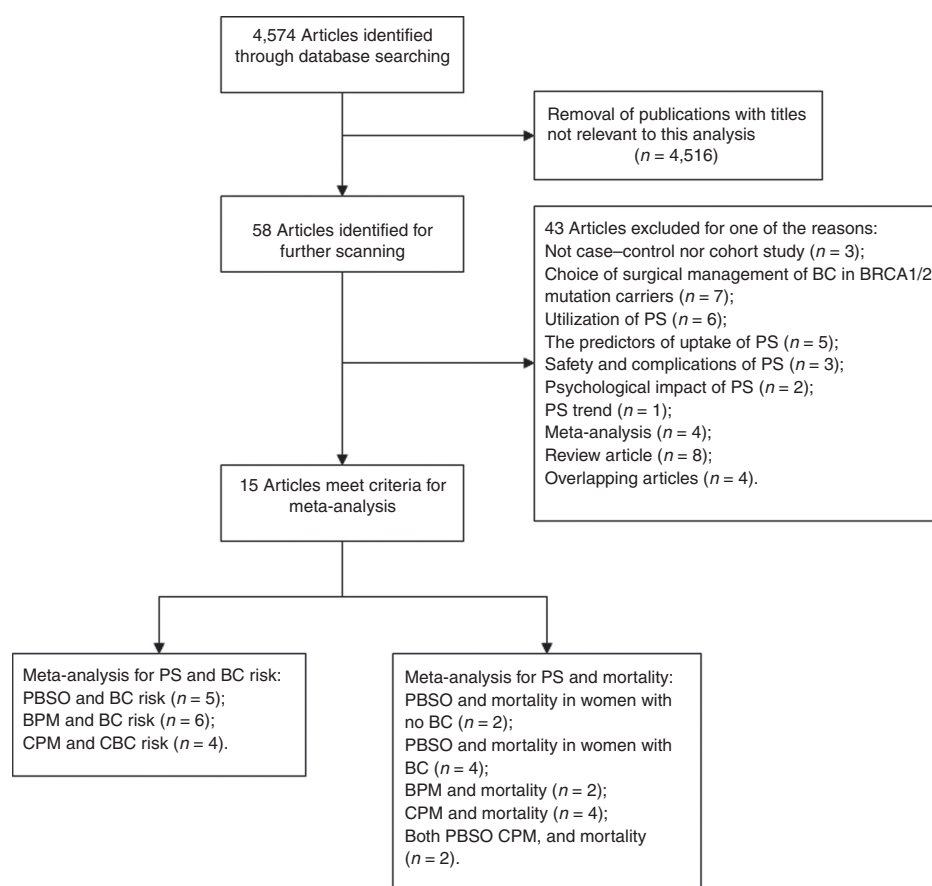 4,574 Articles identified
through database searching
Removal of publications with titles
not relevant to this analysis
(n = 4,516)
58 Articles identified for
further scanning
43 Articles excluded for one of the reasons:
Not case–control nor cohort study (n = 3);
Choice of surgical management of BC in BRCA1/2
mutation carriers (n = 7);
Utilization of PS (n = 6);
The predictors of uptake of PS (n = 5);
Safety and complications of PS (n = 3);
Psychological impact of PS (n = 2);
PS trend (n = 1);
Meta-analysis (n = 4);
Review article (n = 8);
Overlapping articles (n = 4).
15 Articles meet criteria for
meta-analysis
Meta-analysis for PS and BC risk:
PBSO and BC risk (n = 5);
BPM and BC risk (n = 6);
CPM and CBC risk (n = 4).
Meta-analysis for PS and mortality:
PBSO and mortality in women with
no BC (n = 2);
PBSO and mortality in women with
BC (n = 4);
BPM and mortality (n = 2);
CPM and mortality (n = 4);
Both PBSO CPM, and mortality
(n = 2).